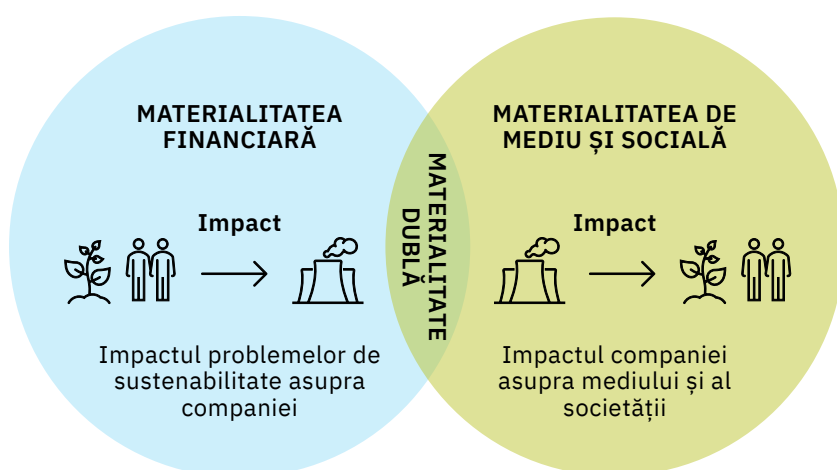 MATERIALITATEA
FINANCIARĂ
Impact
Impactul problemelor de
sustenabilitate asupra
companiei
MATERIALITATE
DUBLĂ
MATERIALITATEA DE
MEDIU ȘI SOCIALĂ
Impact
Impactul companiei
asupra mediului și al
societății